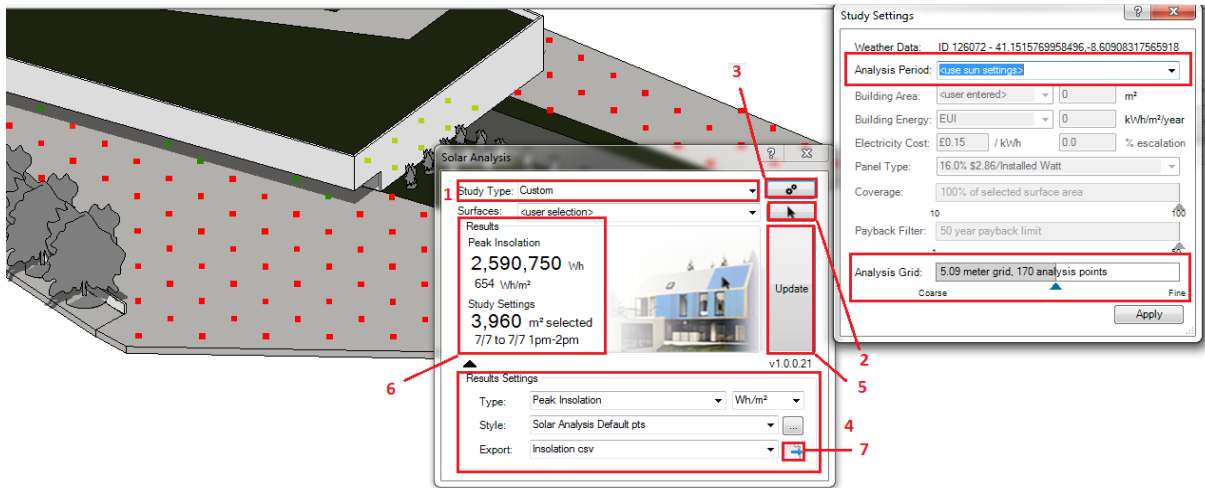 Study Settings
Weather Data: ID 126072 - 41.1515769958496,-8.60908317565918
Analysis Period: <use sun settings>
Building Area: <user entered> 0 m²
Building Energy: EUI 0 kWh/m²/year
Electricity Cost: £0.15 / kWh 0.0 % escalation
Panel Type: 16.0% $2.86/Installed Watt
Coverage: 100% of selected surface area
10 100
Payback Filter: 50 year payback limit
Analysis Grid: 5.09 meter grid, 170 analysis points
Coarse Fine
Apply
3
Solar Analysis
1 Study Type: Custom
Surfaces: <user selection>
Results
Peak Insolation
2,590,750 Wh
654 Wh/m²
Study Settings
3,960 m² selected
7/7 to 7/7 1pm-2pm
Update
v1.0.0.21
2
6
5
Results Settings
Type: Peak Insolation Wh/m²
Style: Solar Analysis Default pts ...
4
Export: Insolation csv
7